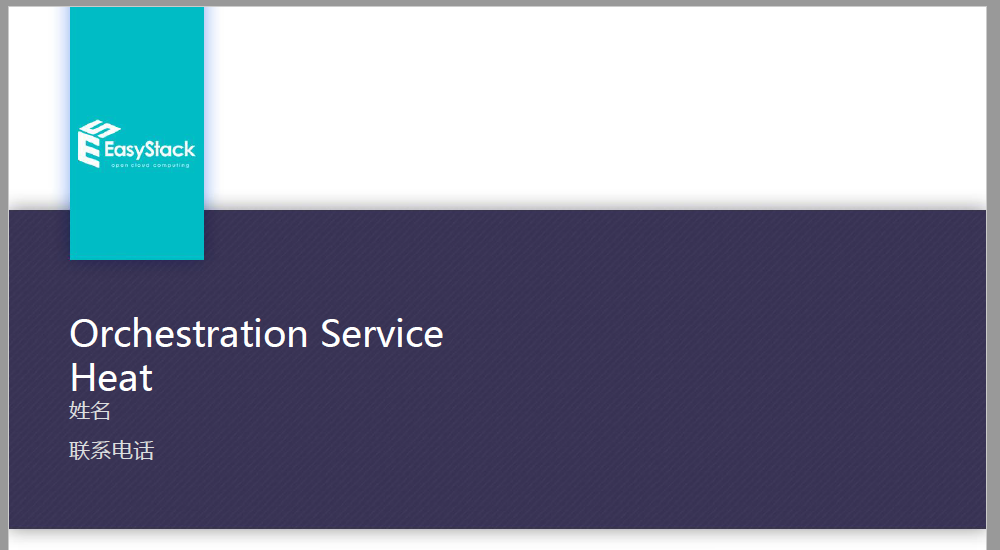 EasyStack
open cloud computing
Orchestration Service
Heat
姓名
联系电话